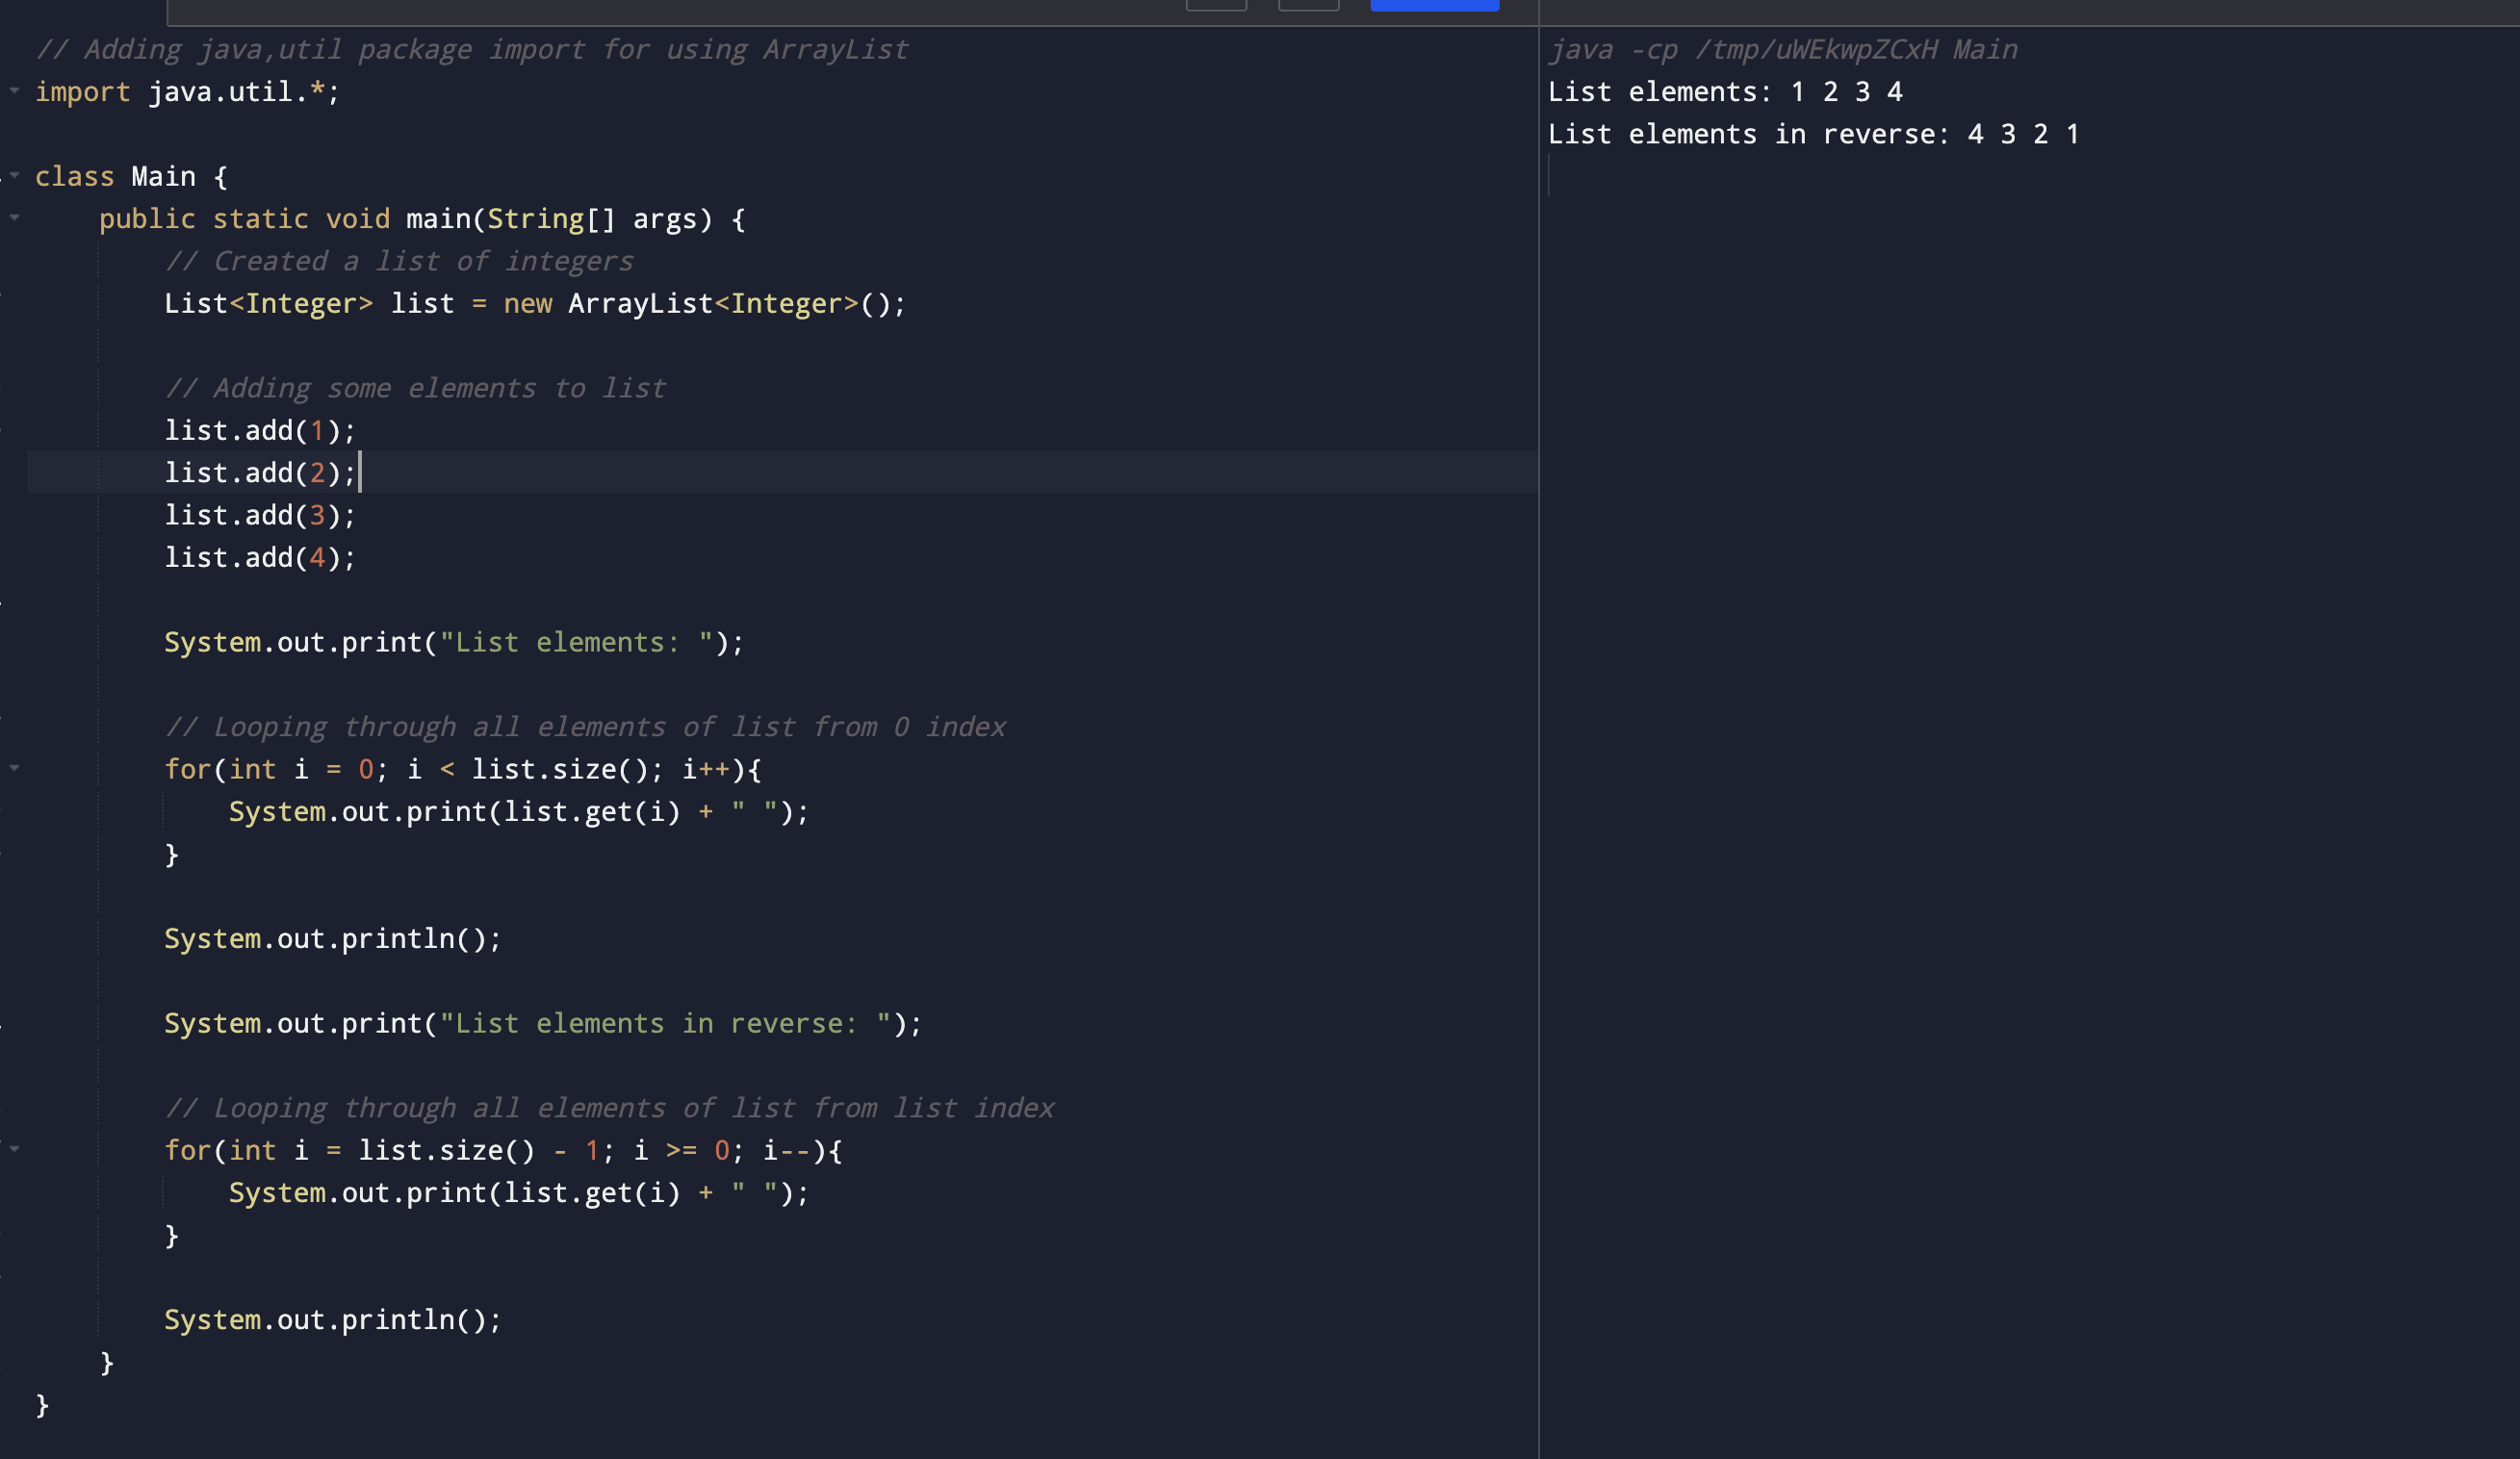 // Adding java,util package import for using ArrayList
import java.util.*;
class Main {
public static void main(String[] args) {
// Created a list of integers
List<Integer> list = new ArrayList<Integer>();
// Adding some elements to list
list.add(1);
list.add(2);
list.add(3);
list.add(4);
System.out.print("List elements: ");
// Looping through all elements of list from 0 index
for(int i = 0; i < list.size(); i++){
System.out.print(list.get(i) + " ");
}
System.out.println();
System.out.print("List elements in reverse: ");
// Looping through all elements of list from list index
for(int i = list.size() - 1; i >= 0; i--){
System.out.print(list.get(i) + " ");
}
System.out.println();
}
}
java -cp /tmp/uWEkwpZCxH Main
List elements: 1 2 3 4
List elements in reverse: 4 3 2 1